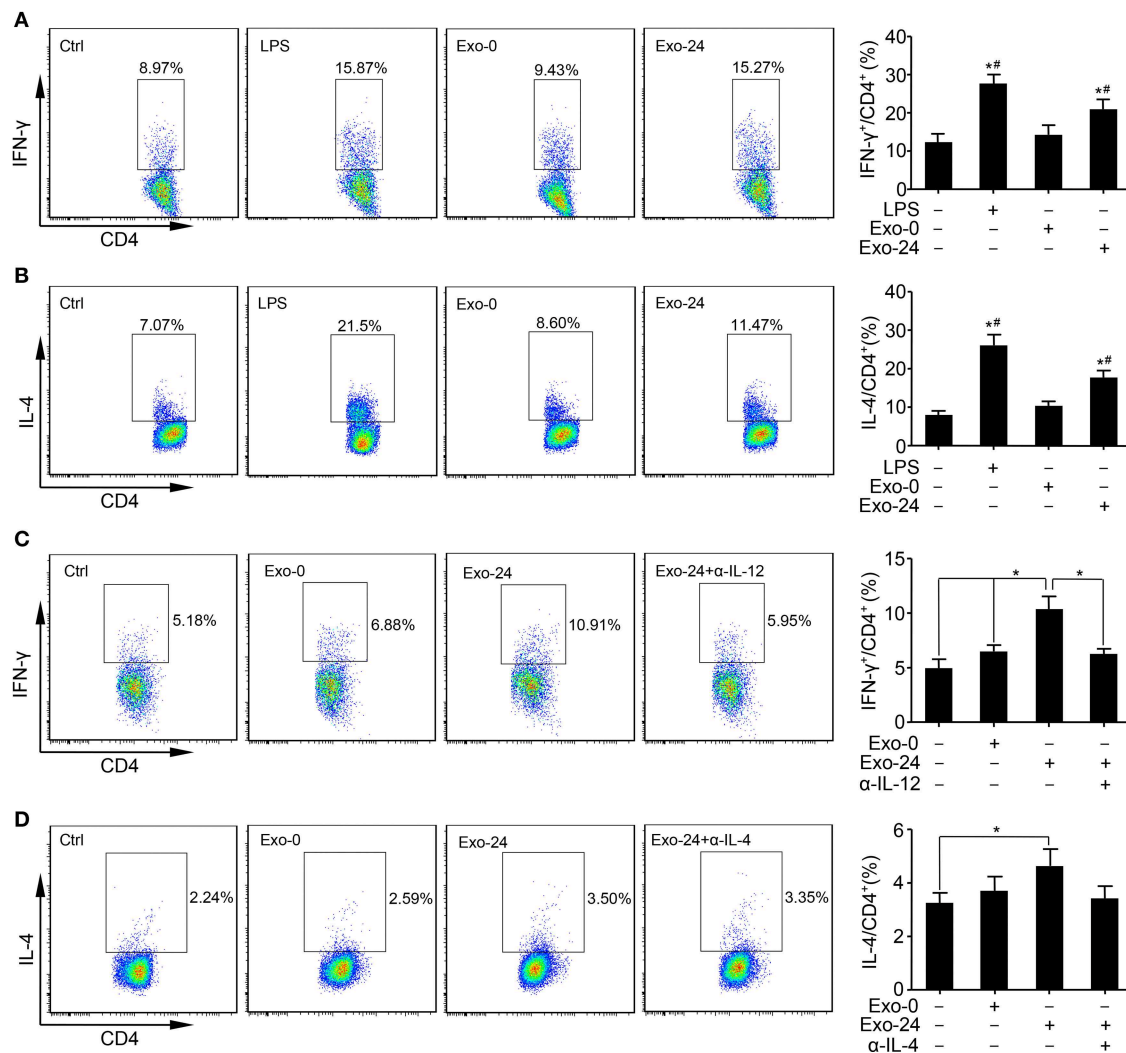 A
Ctrl
8.97%
LPS
15.87%
Exo-0
9.43%
Exo-24
15.27%
IFN-γ
CD4
IFN-γ⁺/CD4⁺ (%)
40
30
20
10
0
LPS – + – –
Exo-0 – – + –
Exo-24 – – – +
*#
*#
B
Ctrl
7.07%
LPS
21.5%
Exo-0
8.60%
Exo-24
11.47%
IL-4
CD4
IL-4/CD4⁺(%)
40
30
20
10
0
LPS – + – –
Exo-0 – – + –
Exo-24 – – – +
*#
*#
C
Ctrl
5.18%
Exo-0
6.88%
Exo-24
10.91%
Exo-24+α-IL-12
5.95%
IFN-γ
CD4
IFN-γ⁺/CD4⁺ (%)
15
10
5
0
* *
Exo-0 – + – –
Exo-24 – – + +
α-IL-12 – – – +
D
Ctrl
2.24%
Exo-0
2.59%
Exo-24
3.50%
Exo-24+α-IL-4
3.35%
IL-4
CD4
IL-4/CD4⁺(%)
6
4
2
0
*
Exo-0 – + – –
Exo-24 – – + +
α-IL-4 – – – +